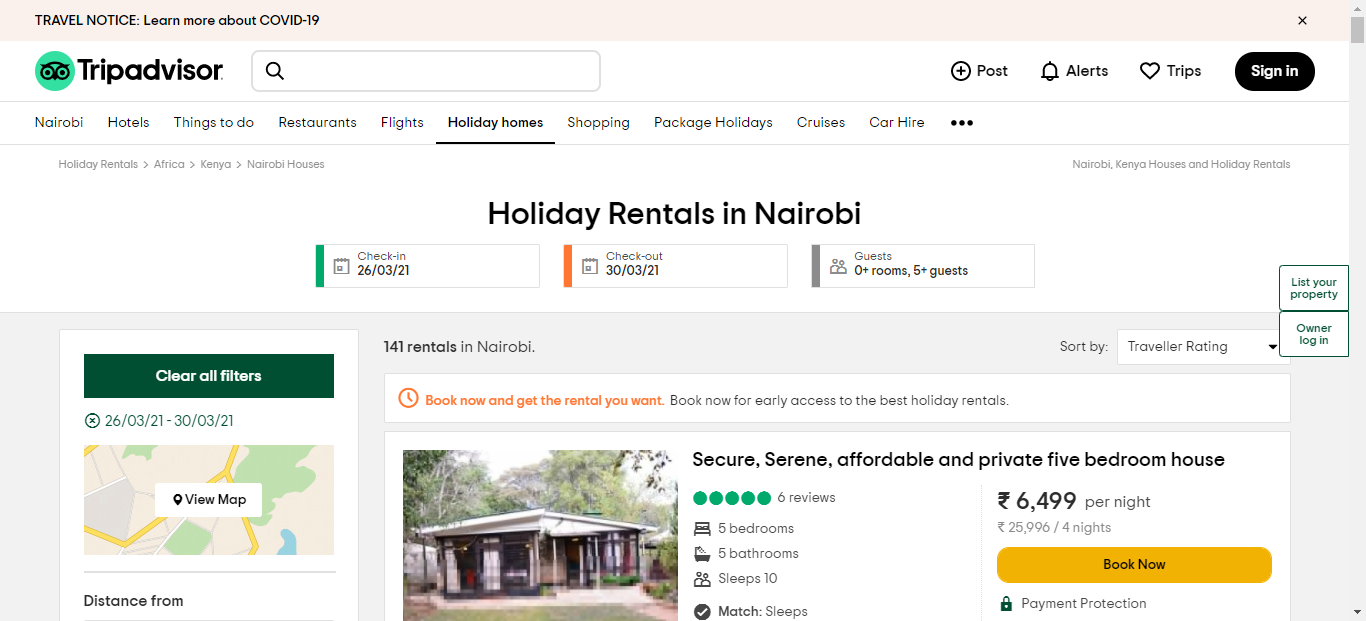 TRAVEL NOTICE: Learn more about COVID-19
Tripadvisor
Post
Alerts
Trips
Sign in
Nairobi
Hotels
Things to do
Restaurants
Flights
Holiday homes
Shopping
Package Holidays
Cruises
Car Hire
Holiday Rentals > Africa > Kenya > Nairobi Houses
Nairobi, Kenya Houses and Holiday Rentals
Holiday Rentals in Nairobi
Check-in
26/03/21
Check-out
30/03/21
Guests
0+ rooms, 5+ guests
List your
property
Owner
log in
Clear all filters
26/03/21 - 30/03/21
View Map
Distance from
141 rentals in Nairobi.
Sort by:
Traveller Rating
Book now and get the rental you want. Book now for early access to the best holiday rentals.
Secure, Serene, affordable and private five bedroom house
6 reviews
5 bedrooms
5 bathrooms
Sleeps 10
Match: Sleeps
₹ 6,499 per night
₹ 25,996 / 4 nights
Book Now
Payment Protection